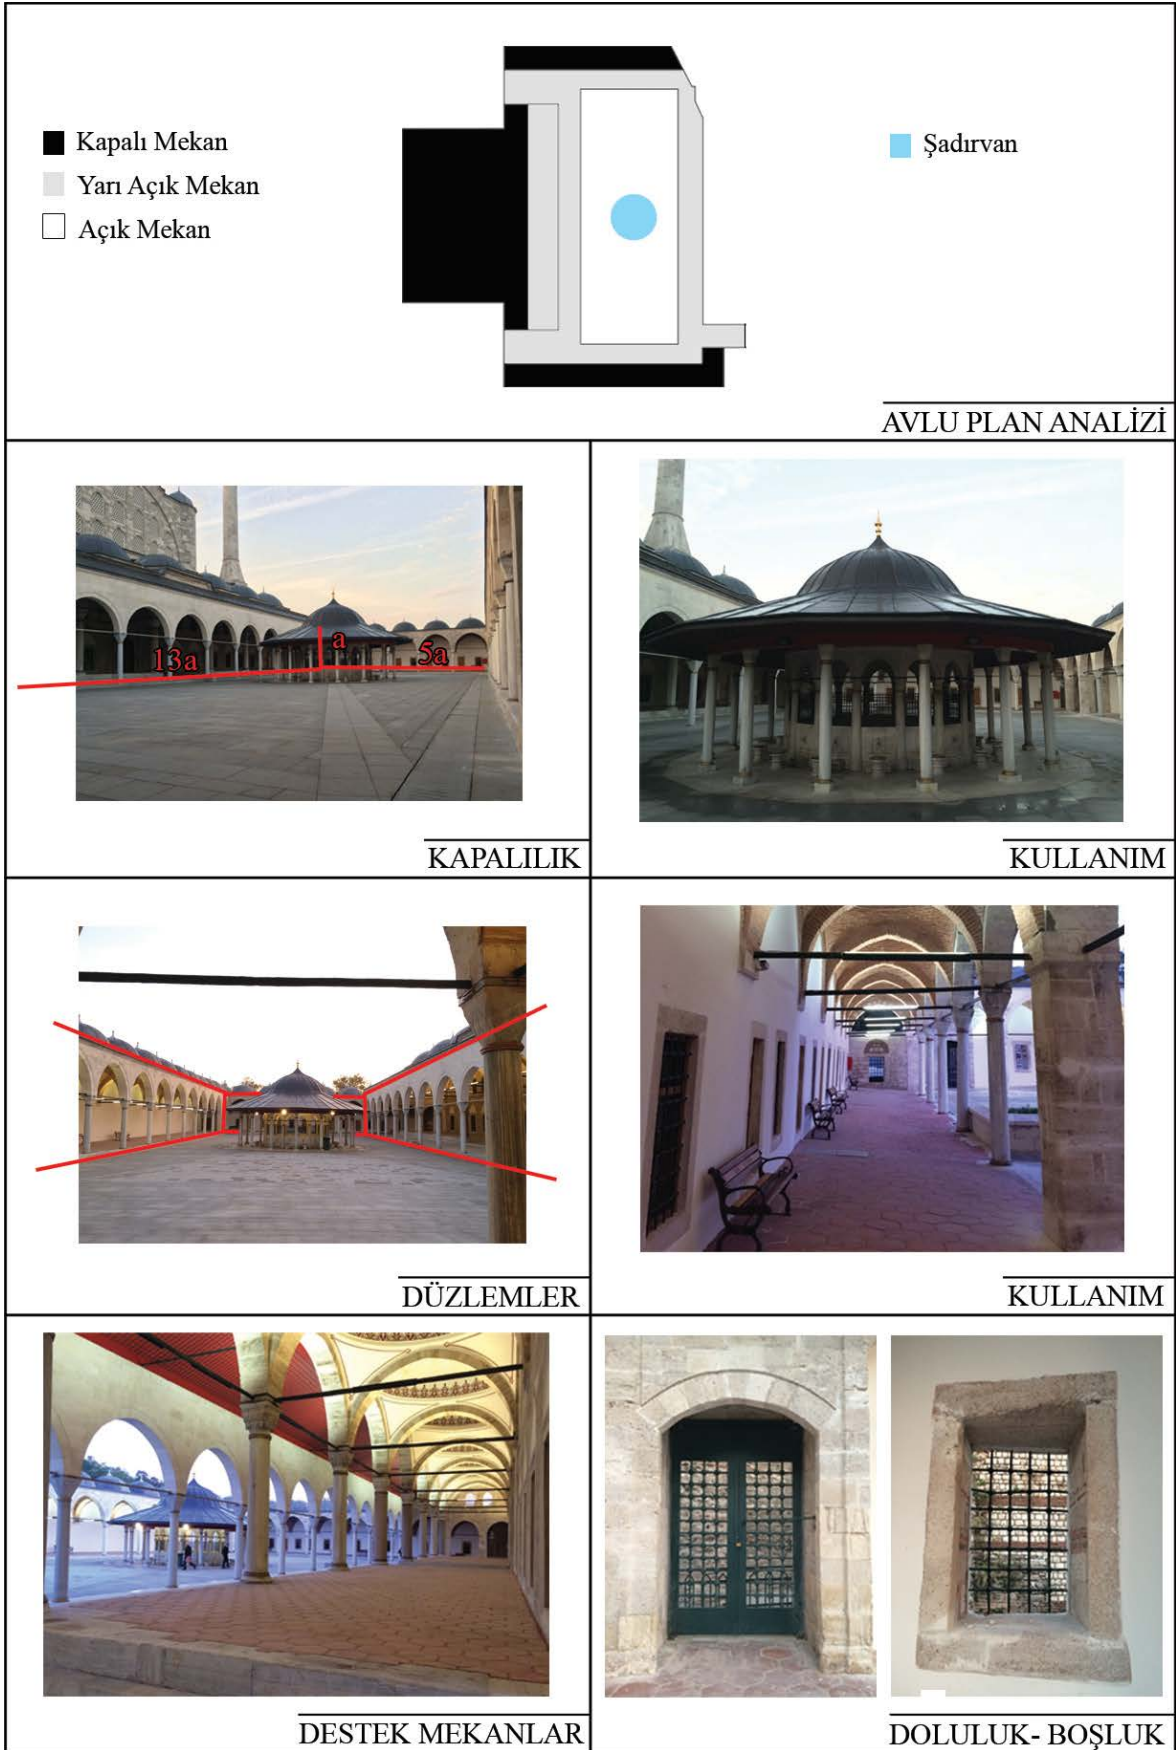 Kapalı Mekan
Yarı Açık Mekan
Açık Mekan
Şadırvan
AVLU PLAN ANALİZİ
13a
a
5a
KAPALILIK
KULLANIM
DÜZLEMLER
KULLANIM
DESTEK MEKANLAR
DOLULUK- BOŞLUK